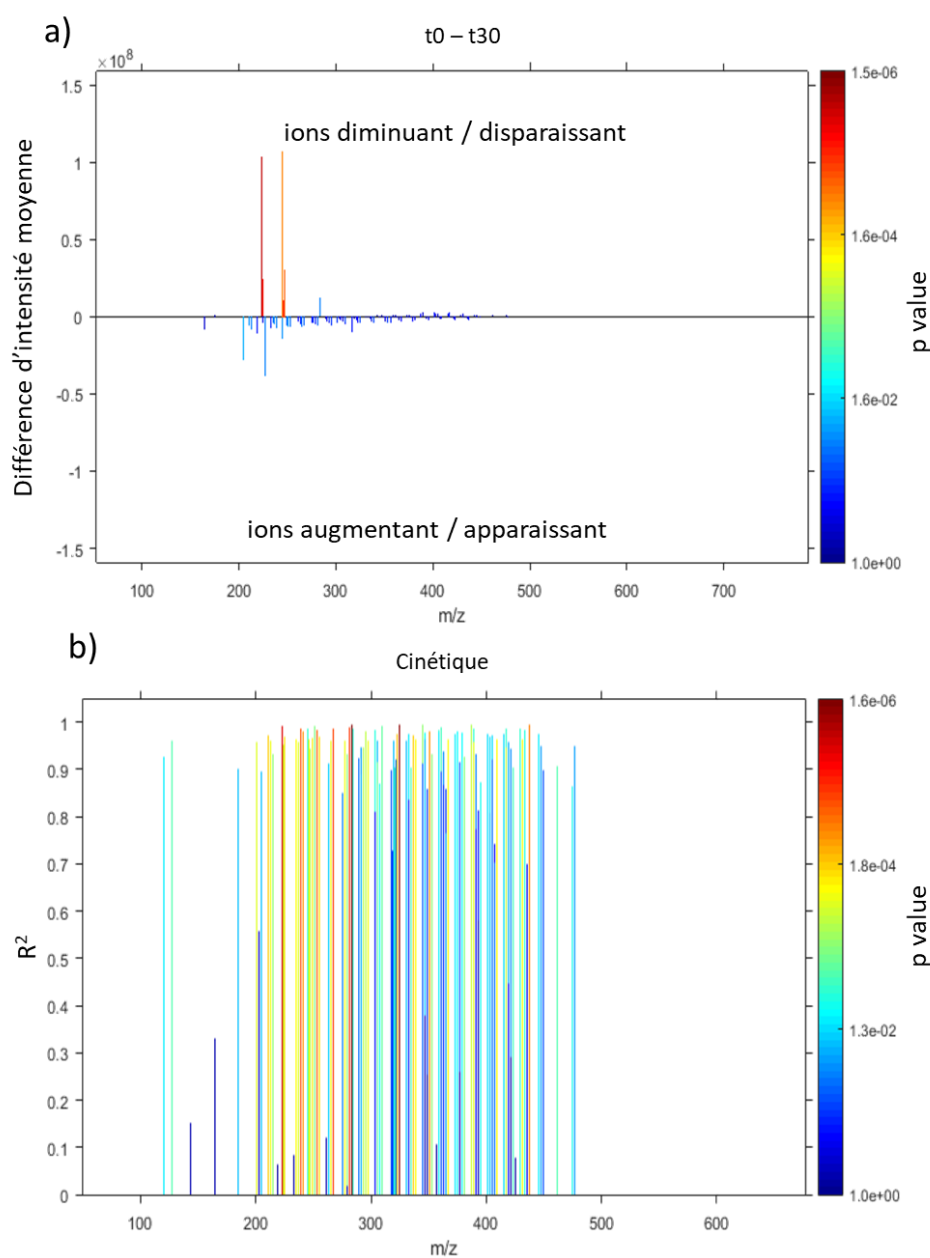 a)
t0 – t30
×10⁸
1.5
1
0.5
0
-0.5
-1
-1.5
Différence d’intensité moyenne
ions diminuant / disparaissant
ions augmentant / apparaissant
100 200 300 400 500 600 700
m/z
1.5e-06
1.6e-04
1.6e-02
1.0e+00
p value
b)
Cinétique
1
0.9
0.8
0.7
0.6
0.5
0.4
0.3
0.2
0.1
0
R²
100 200 300 400 500 600
m/z
1.6e-06
1.8e-04
1.3e-02
1.0e+00
p value